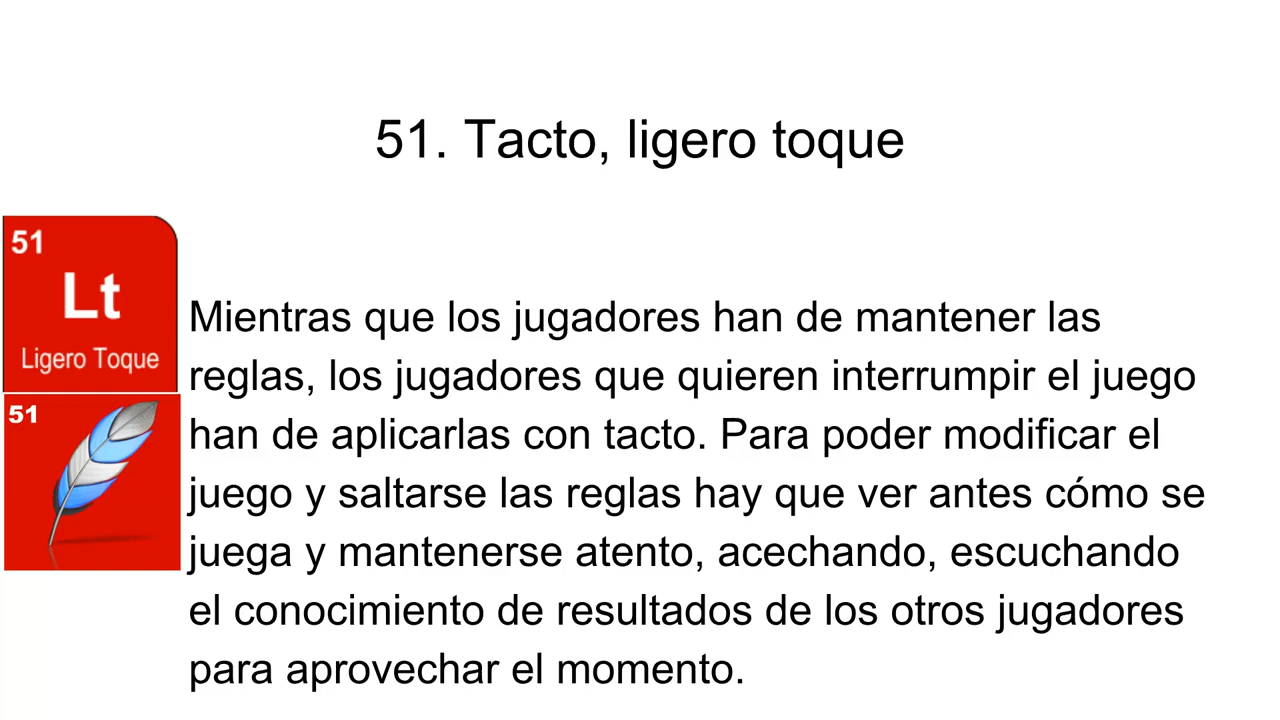 51. Tacto, ligero toque
51
Lt
Ligero Toque
51
Mientras que los jugadores han de mantener las
reglas, los jugadores que quieren interrumpir el juego
han de aplicarlas con tacto. Para poder modificar el
juego y saltarse las reglas hay que ver antes cómo se
juega y mantenerse atento, acechando, escuchando
el conocimiento de resultados de los otros jugadores
para aprovechar el momento.